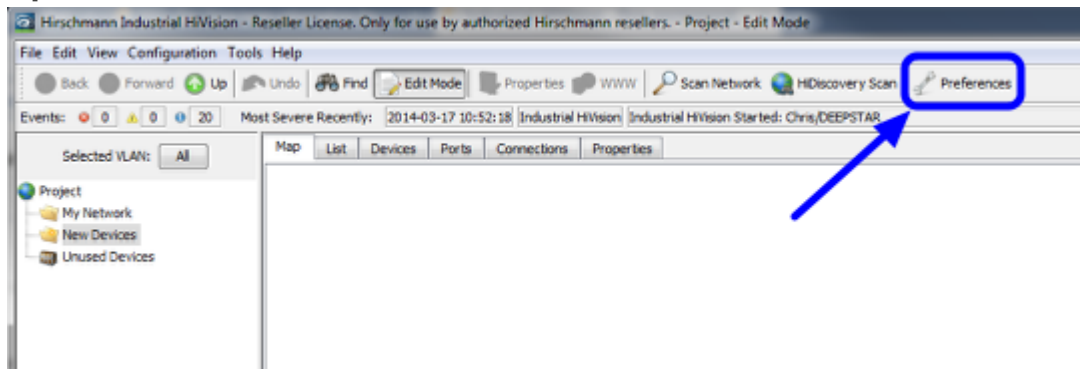 Hirschmann Industrial HiVision - Reseller License. Only for use by authorized Hirschmann resellers. - Project - Edit Mode
File Edit View Configuration Tools Help
Back Forward Up Undo Find Edit Mode Properties WWW Scan Network HiDiscovery Scan Preferences
Events: 0 0 20 Most Severe Recently: 2014-03-17 10:52:18 Industrial HiVision Industrial HiVision Started: Chris/DEEPSTAR
Selected VLAN: All
Map List Devices Ports Connections Properties
Project
My Network
New Devices
Unused Devices